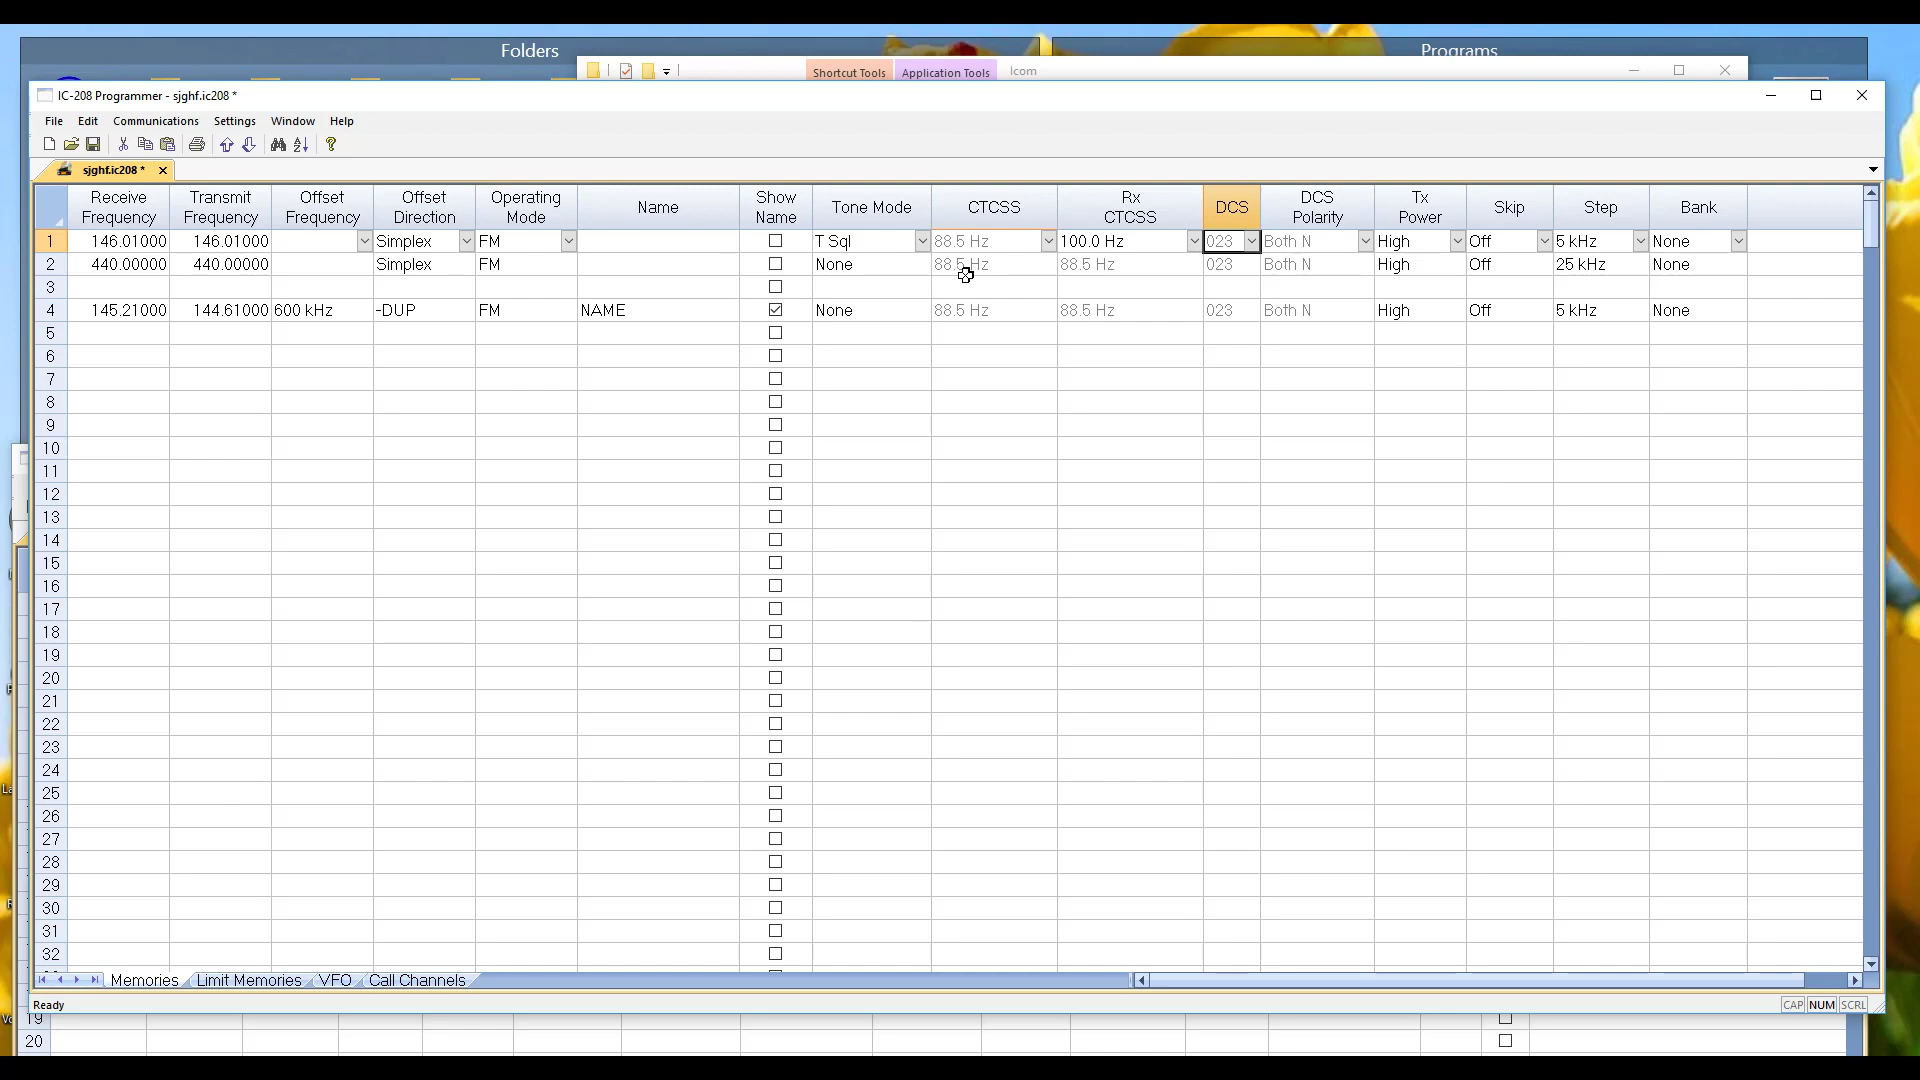 Folders
Programs
Shortcut Tools Application Tools Icom
IC-208 Programmer - sjghf.ic208 *
File Edit Communications Settings Window Help
sjghf.ic208 *
Receive Frequency Transmit Frequency Offset Frequency Offset Direction Operating Mode Name Show Name Tone Mode CTCSS Rx CTCSS DCS DCS Polarity Tx Power Skip Step Bank
1 146.01000 146.01000 Simplex FM T Sql 88.5 Hz 100.0 Hz 023 Both N High Off 5 kHz None
2 440.00000 440.00000 Simplex FM None 88.5 Hz 88.5 Hz 023 Both N High Off 25 kHz None
3
4 145.21000 144.61000 600 kHz -DUP FM NAME None 88.5 Hz 88.5 Hz 023 Both N High Off 5 kHz None
5
6
7
8
9
10
11
12
13
14
15
16
17
18
19
20
21
22
23
24
25
26
27
28
29
30
31
32
Memories Limit Memories VFO Call Channels
Ready CAP NUM SCRL
19
20